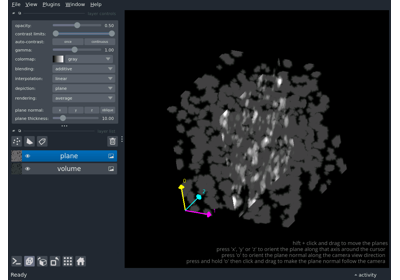 File View Plugins Window Help
opacity: 0.50
contrast limits:
auto-contrast: once continuous
gamma: 1.00
colormap: gray
blending: additive
interpolation: linear
depiction: plane
rendering: average
plane normal: x y z oblique
plane thickness: 10.00
plane
volume
0
hift + click and drag to move the planes
press 'x', 'y' or 'z' to orient the plane along that axis around the cursor
press 'o' to orient the plane normal along the camera view direction
press and hold 'o' then click and drag to make the plane normal follow the camera
Ready
activity